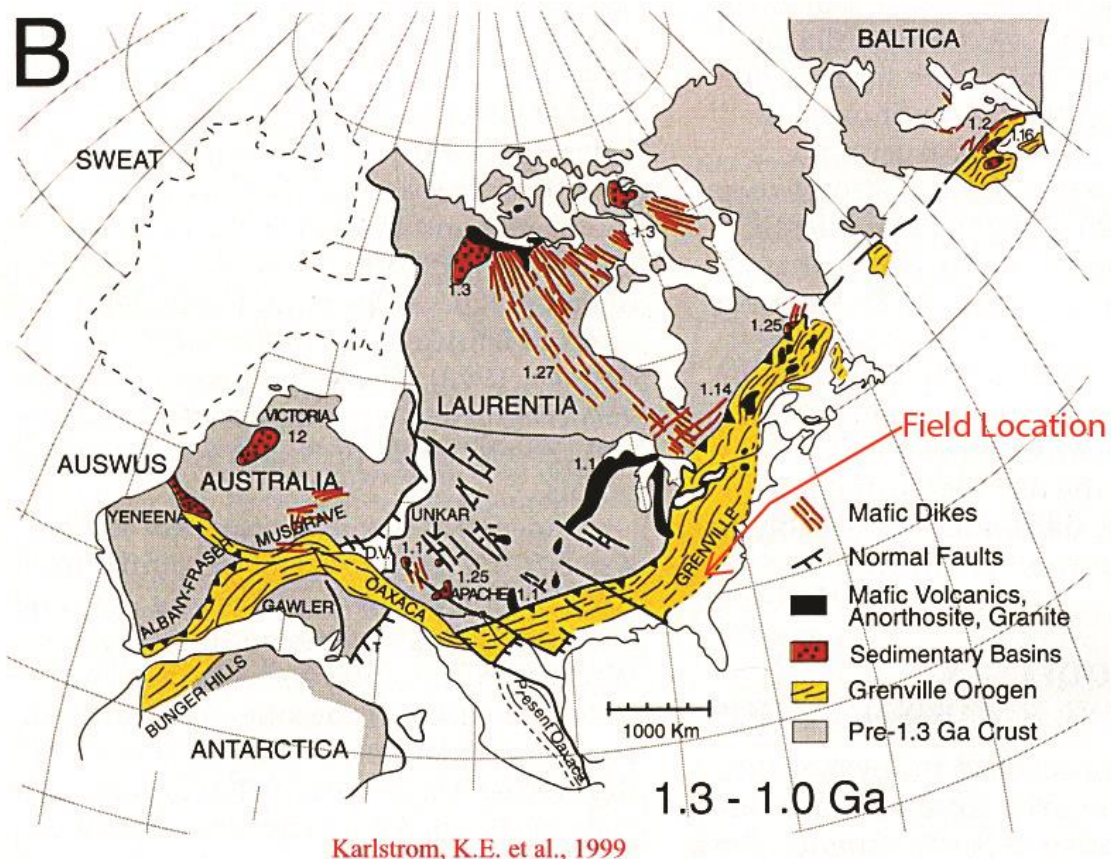 B
BALTICA
SWEAT
1.2
1.16
1.3
1.3
1.27
LAURENTIA
1.25
1.14
Field Location
VICTORIA
1.2
AUSWUS
AUSTRALIA
YENEENA
MUSGRAVE
UNKAR
1.1
D.V.
1.1
1.25
APACHE
1.1
ALBANY-FRASER
GAWLER
OAXACA
GRENVILLE
BUNGER HILLS
ANTARCTICA
Present Oaxaca
1000 Km
Mafic Dikes
Normal Faults
Mafic Volcanics,
Anorthosite, Granite
Sedimentary Basins
Grenville Orogen
Pre-1.3 Ga Crust
1.3 - 1.0 Ga
Karlstrom, K.E. et al., 1999